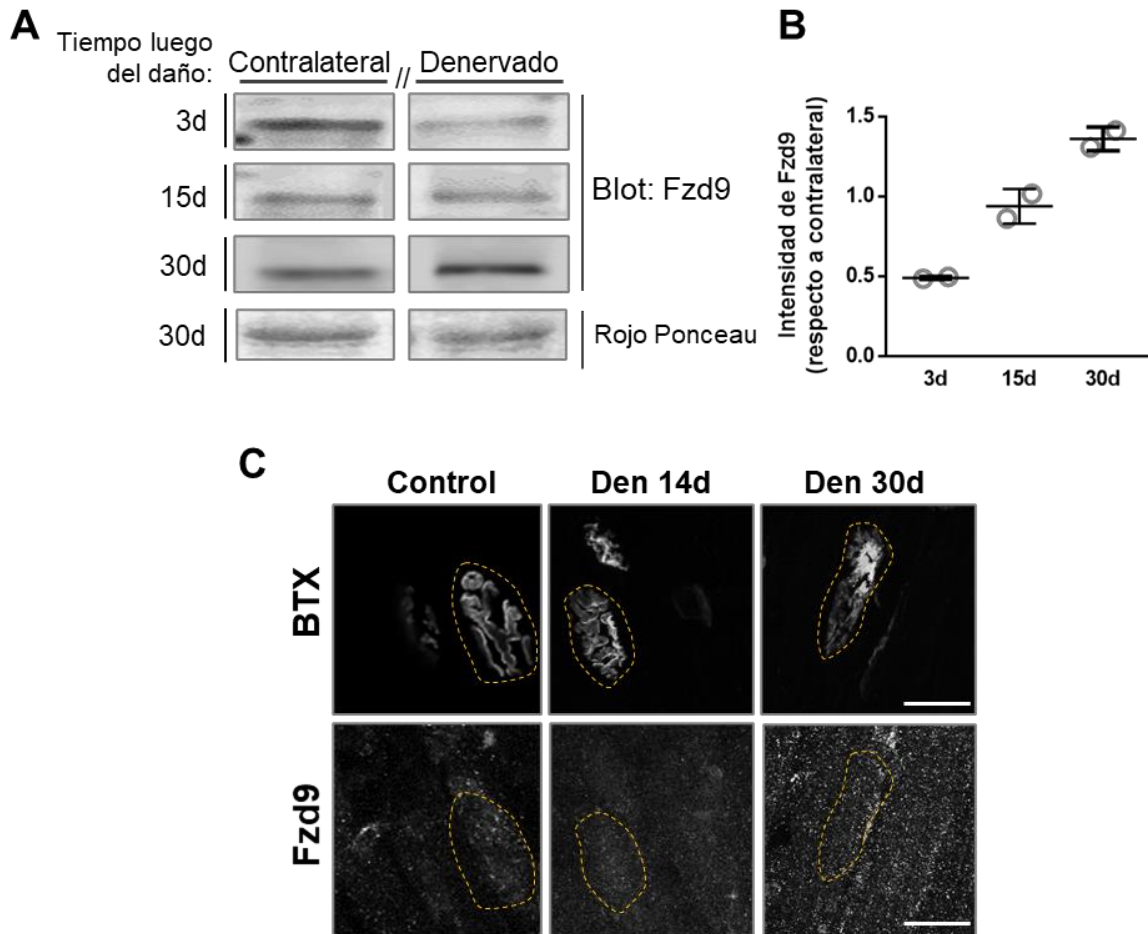 A
Tiempo luego
del daño:
Contralateral // Denervado
3d
15d
30d
Blot: Fzd9
30d
Rojo Ponceau
B
Intensidad de Fzd9
(respecto a contralateral)
1.5
1.0
0.5
0.0
3d 15d 30d
C
Control Den 14d Den 30d
BTX
Fzd9